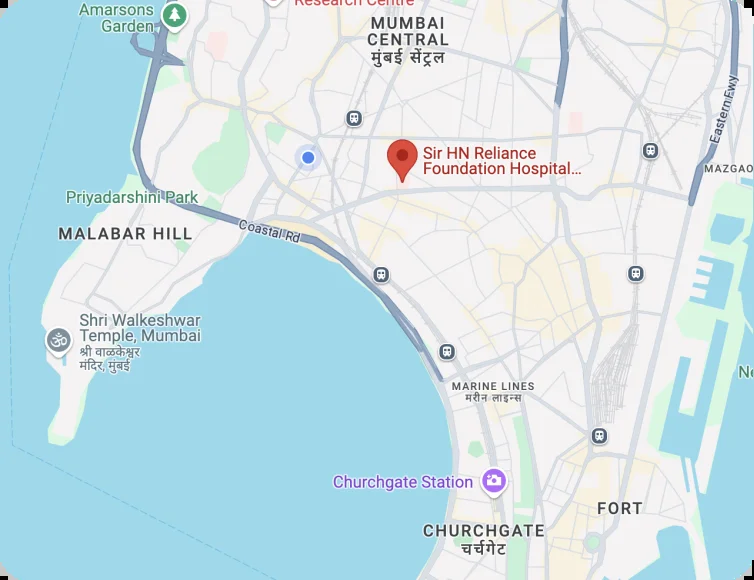 Research Centre
Amarsons
Garden
MUMBAI
CENTRAL
मुंबई सेंट्रल
Eastern Fwy
Sir HN Reliance
Foundation Hospital...
MAZGAO
Priyadarshini Park
MALABAR HILL
Coastal Rd
Shri Walkeshwar
Temple, Mumbai
श्री वाळकेश्वर
मंदिर, मुंबई
Ne
MARINE LINES
मरीन लाइन्स
Churchgate Station
FORT
CHURCHGATE
चर्चगेट